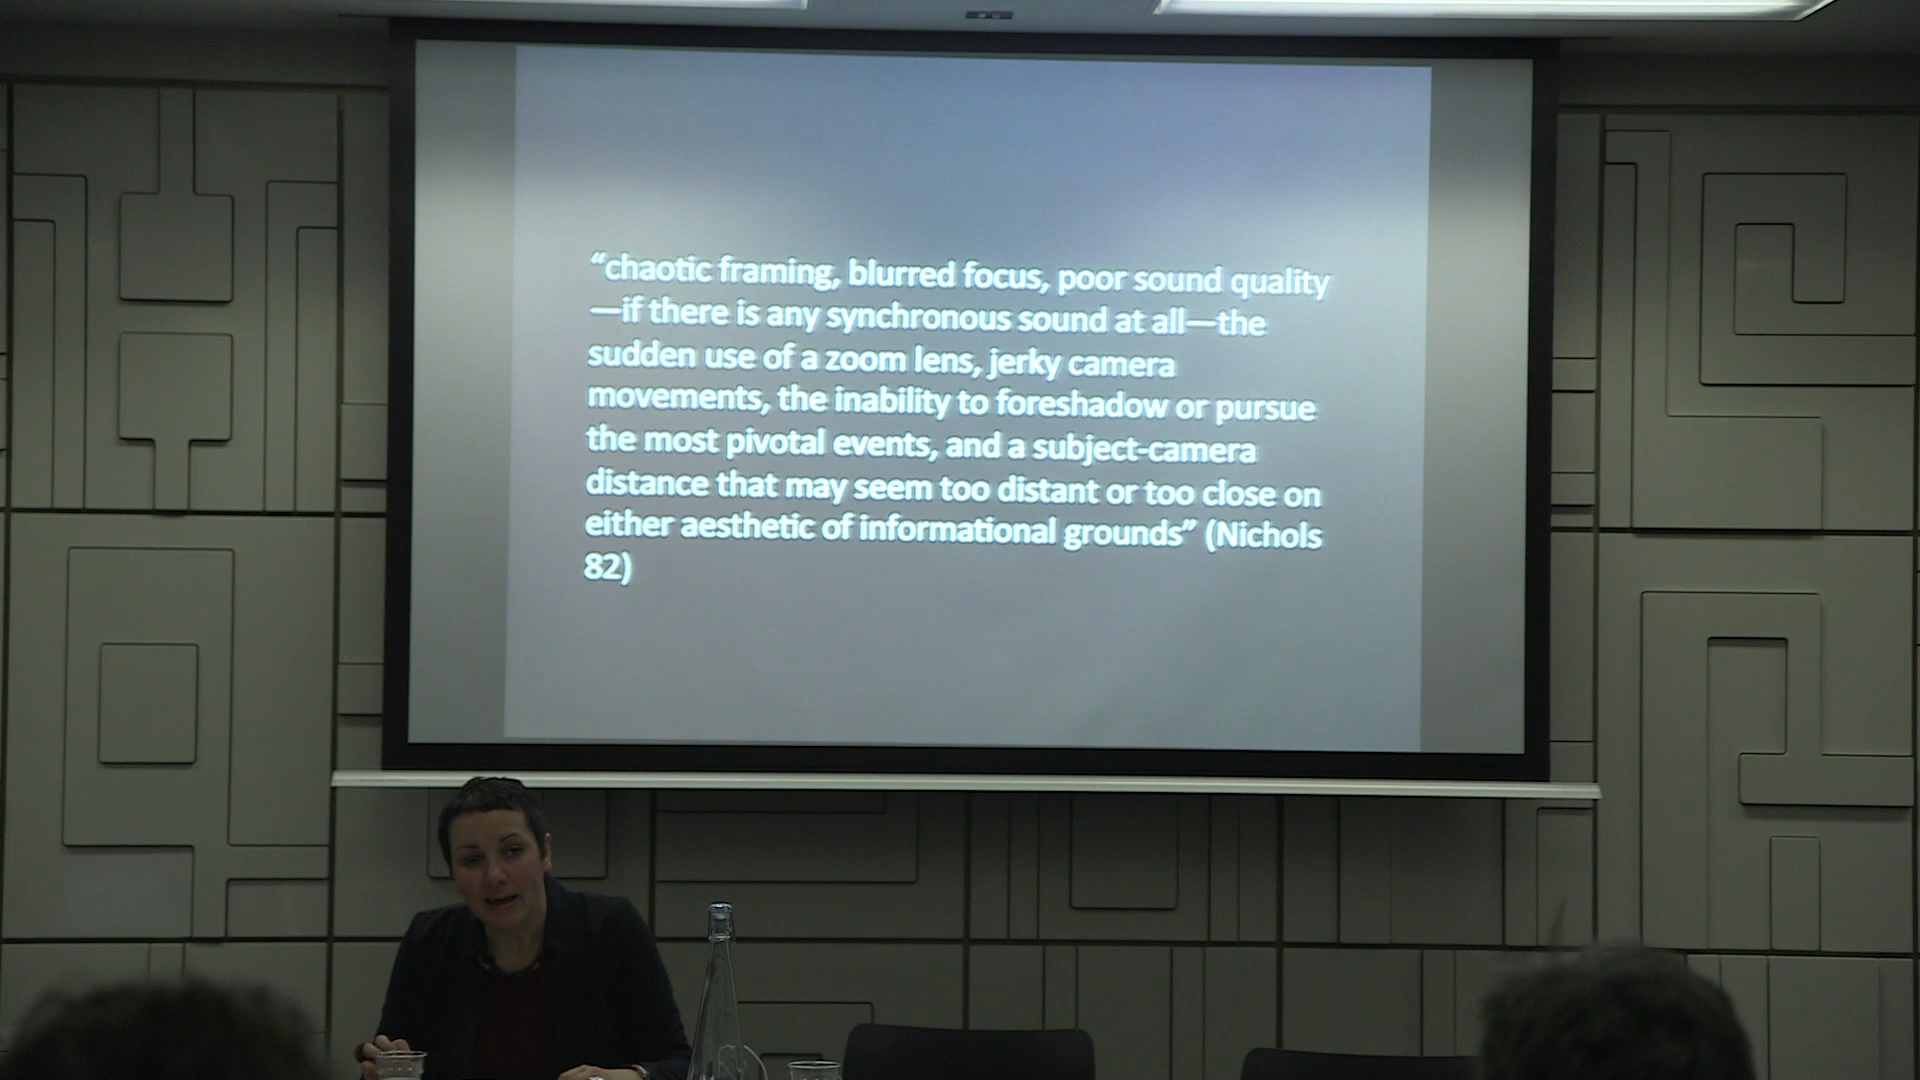 “chaotic framing, blurred focus, poor sound quality
—if there is any synchronous sound at all—the
sudden use of a zoom lens, jerky camera
movements, the inability to foreshadow or pursue
the most pivotal events, and a subject-camera
distance that may seem too distant or too close on
either aesthetic of informational grounds” (Nichols
82)